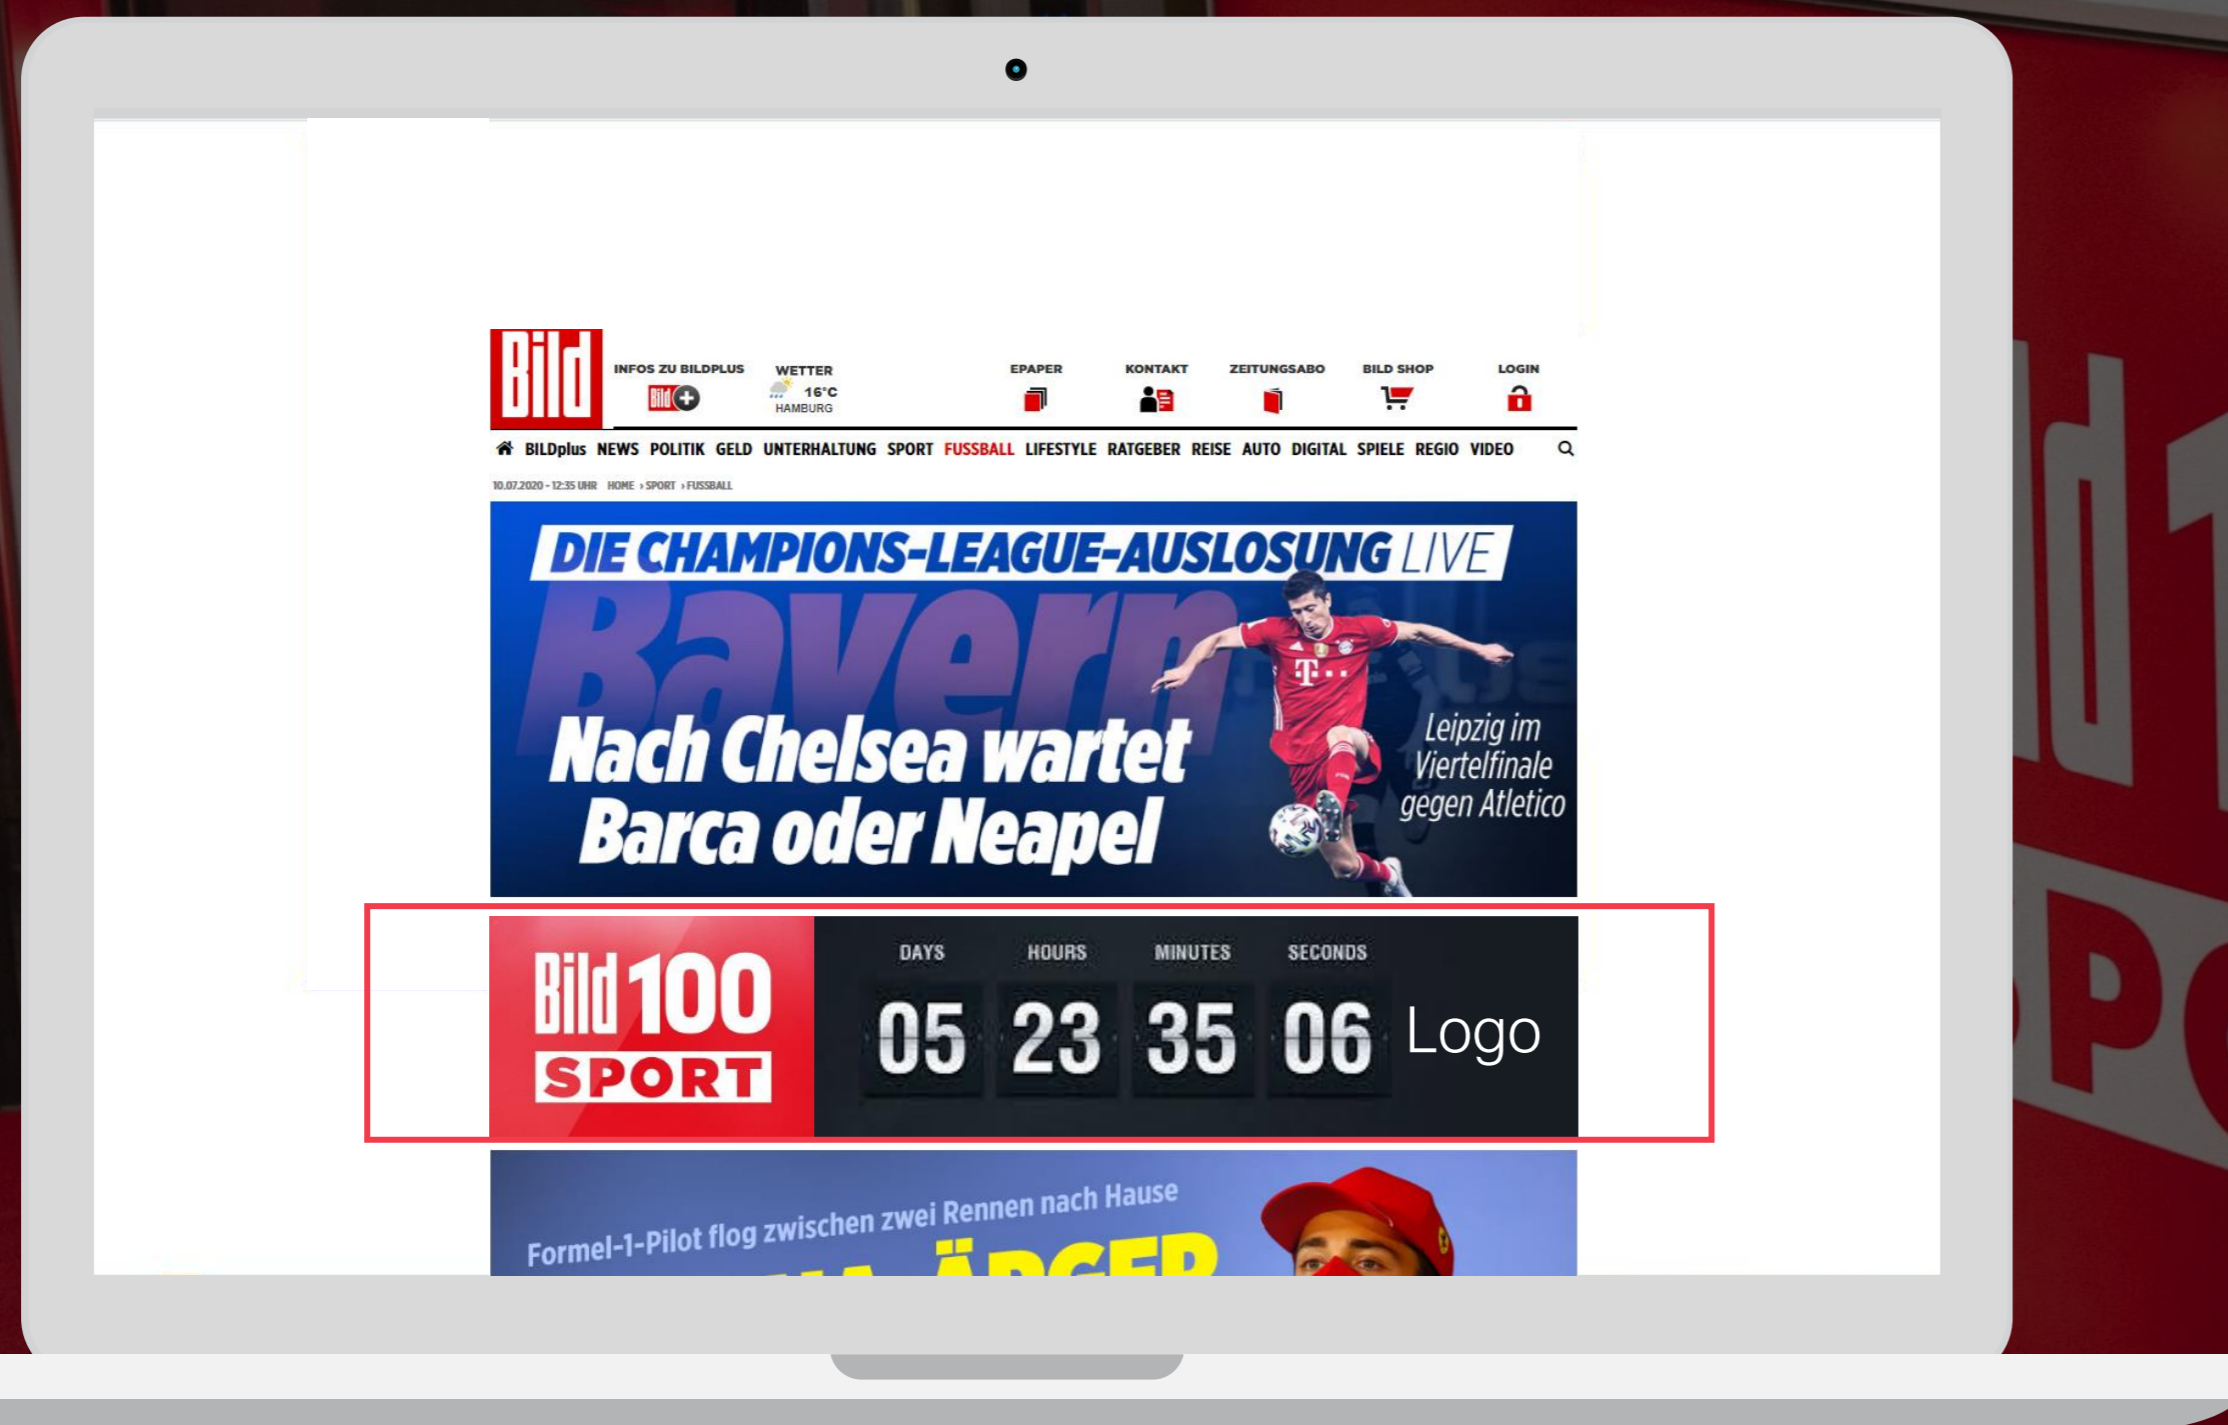 Bild
INFOS ZU BILDPLUS
Bild +
WETTER
16°C
HAMBURG
EPAPER
KONTAKT
ZEITUNGSABO
BILD SHOP
LOGIN
BILDplus NEWS POLITIK GELD UNTERHALTUNG SPORT FUSSBALL LIFESTYLE RATGEBER REISE AUTO DIGITAL SPIELE REGIO VIDEO
10.07.2020 - 12:35 UHR HOME › SPORT › FUSSBALL
DIE CHAMPIONS-LEAGUE-AUSLOSUNG LIVE
Bayern
Nach Chelsea wartet
Barca oder Neapel
Leipzig im
Viertelfinale
gegen Atletico
Bild 100
SPORT
DAYS HOURS MINUTES SECONDS
05 23 35 06 Logo
Formel-1-Pilot flog zwischen zwei Rennen nach Hause
ÄRGER